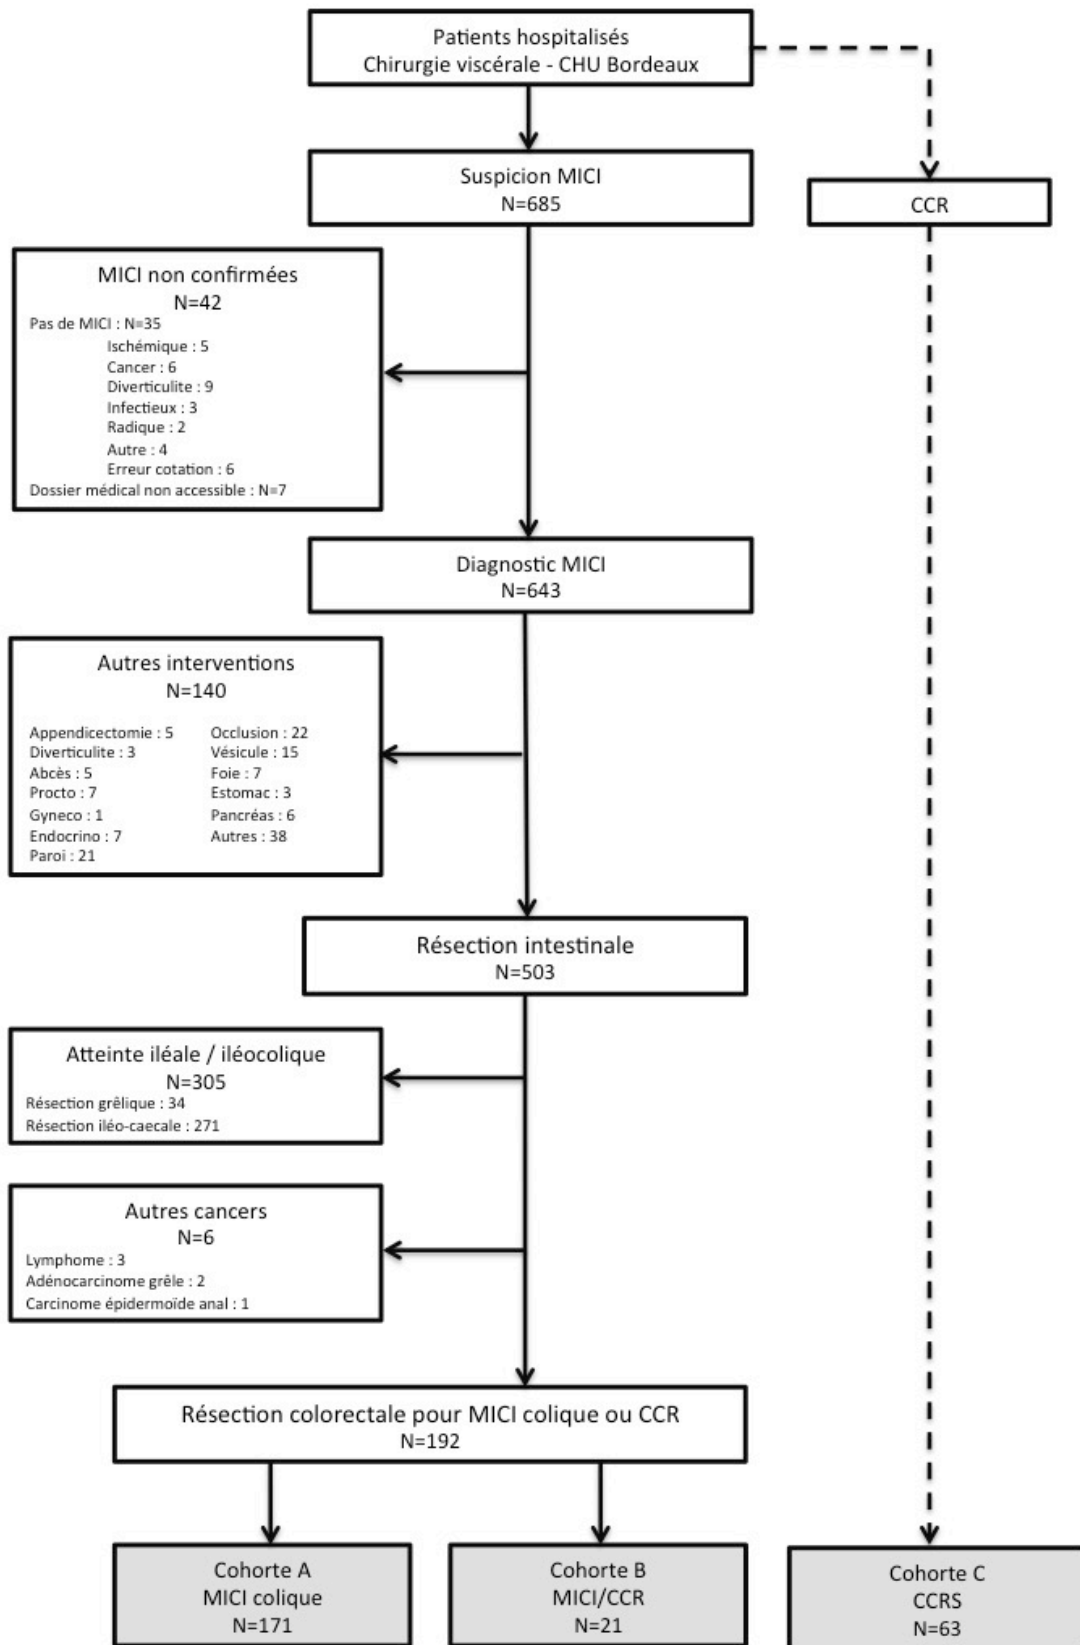 Patients hospitalisés
Chirurgie viscérale - CHU Bordeaux
Suspicion MICI
N=685
CCR
MICI non confirmées
N=42
Pas de MICI : N=35
Ischémique : 5
Cancer : 6
Diverticulite : 9
Infectieux : 3
Radique : 2
Autre : 4
Erreur cotation : 6
Dossier médical non accessible : N=7
Diagnostic MICI
N=643
Autres interventions
N=140
Appendicectomie : 5
Diverticulite : 3
Abcès : 5
Procto : 7
Gyneco : 1
Endocrino : 7
Paroi : 21
Occlusion : 22
Vésicule : 15
Foie : 7
Estomac : 3
Pancréas : 6
Autres : 38
Résection intestinale
N=503
Atteinte iléale / iléocolique
N=305
Résection grêlique : 34
Résection iléo-caecale : 271
Autres cancers
N=6
Lymphome : 3
Adénocarcinome grêle : 2
Carcinome épidermoïde anal : 1
Résection colorectale pour MICI colique ou CCR
N=192
Cohorte A
MICI colique
N=171
Cohorte B
MICI/CCR
N=21
Cohorte C
CCRS
N=63